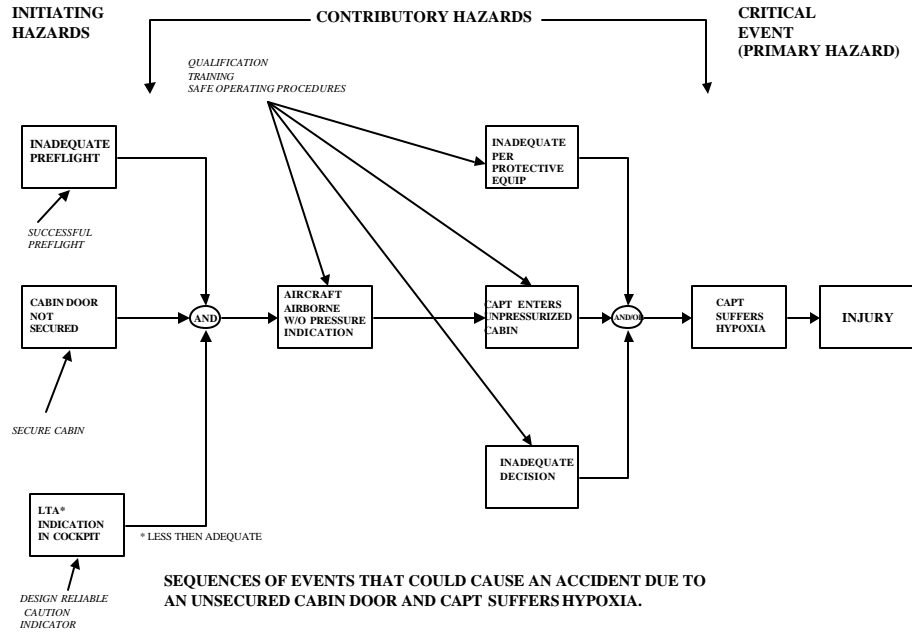 INITIATING
HAZARDS
CONTRIBUTORY HAZARDS
CRITICAL
EVENT
(PRIMARY HAZARD)
QUALIFICATION
TRAINING
SAFE OPERATING PROCEDURES
INADEQUATE
PREFLIGHT
INADEQUATE
PER
PROTECTIVE
EQUIP
SUCCESSFUL
PREFLIGHT
CABIN DOOR
NOT
SECURED
AND
AIRCRAFT
AIRBORNE
W/O PRESSURE
INDICATION
CAPT ENTERS
UNPRESSURIZED
CABIN
AND/OR
CAPT
SUFFERS
HYPOXIA
INJURY
SECURE CABIN
INADEQUATE
DECISION
LTA*
INDICATION
IN COCKPIT
* LESS THEN ADEQUATE
DESIGN RELIABLE
CAUTION
INDICATOR
SEQUENCES OF EVENTS THAT COULD CAUSE AN ACCIDENT DUE TO
AN UNSECURED CABIN DOOR AND CAPT SUFFERS HYPOXIA.